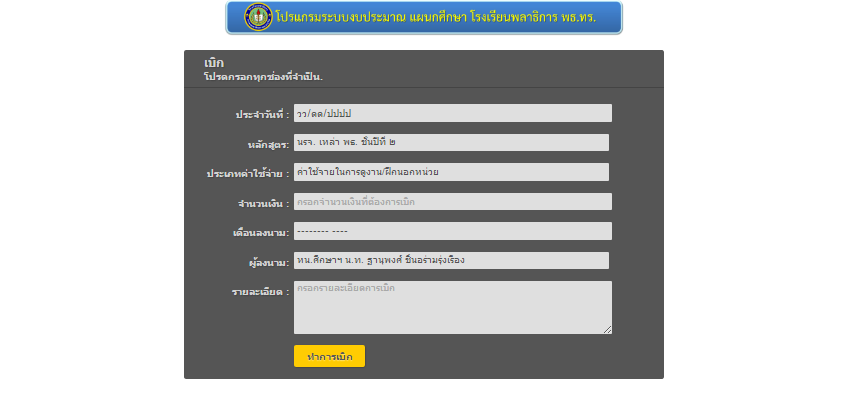 โปรแกรมระบบงบประมาณ แผนกศึกษา โรงเรียนพลาธิการ พธ.ทร.
เบิก
โปรดกรอกทุกช่องที่จำเป็น.
ประจำวันที่ : วว/ดด/ปปปป
หลักสูตร: นรจ. เหล่า พธ. ชั้นปีที่ ๒
ประเภทค่าใช้จ่าย : ค่าใช้จ่ายในการดูงาน/ฝึกนอกหน่วย
จำนวนเงิน : กรอกจำนวนเงินที่ต้องการเบิก
เดือนลงนาม: -------- ----
ผู้ลงนาม: หน.ศึกษาฯ น.ท. ฐานุพงศ์ ชื่นอร่ามรุ่งเรือง
รายละเอียด : กรอกรายละเอียดการเบิก
ทำการเบิก